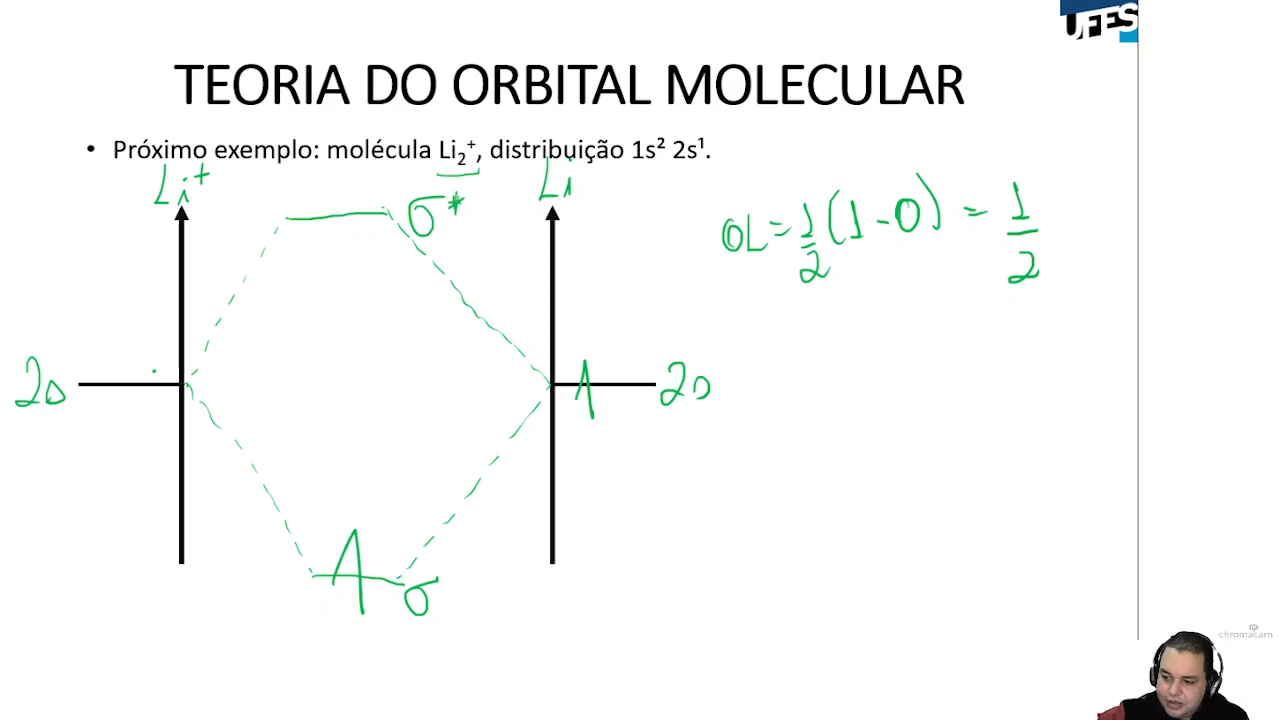 UFES
TEORIA DO ORBITAL MOLECULAR
• Próximo exemplo: molécula Li₂⁺, distribuição 1s² 2s¹.
Li⁺
σ*
Li
OL = 1/2 (1 - 0) = 1/2
2s
2s
σ
chromacam